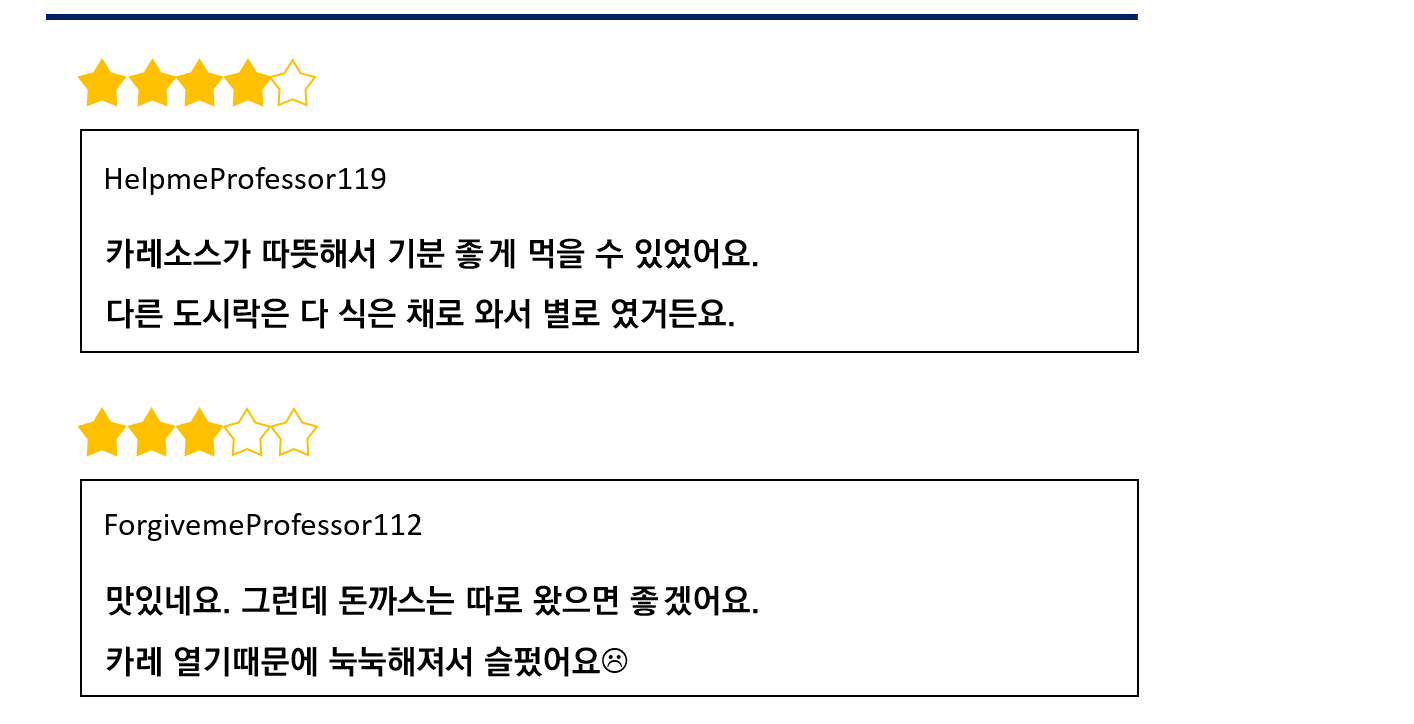 HelpmeProfessor119
카레소스가 따뜻해서 기분 좋게 먹을 수 있었어요.
다른 도시락은 다 식은 채로 와서 별로 였거든요.
ForgivemeProfessor112
맛있네요. 그런데 돈까스는 따로 왔으면 좋겠어요.
카레 열기때문에 눅눅해져서 슬펐어요☹